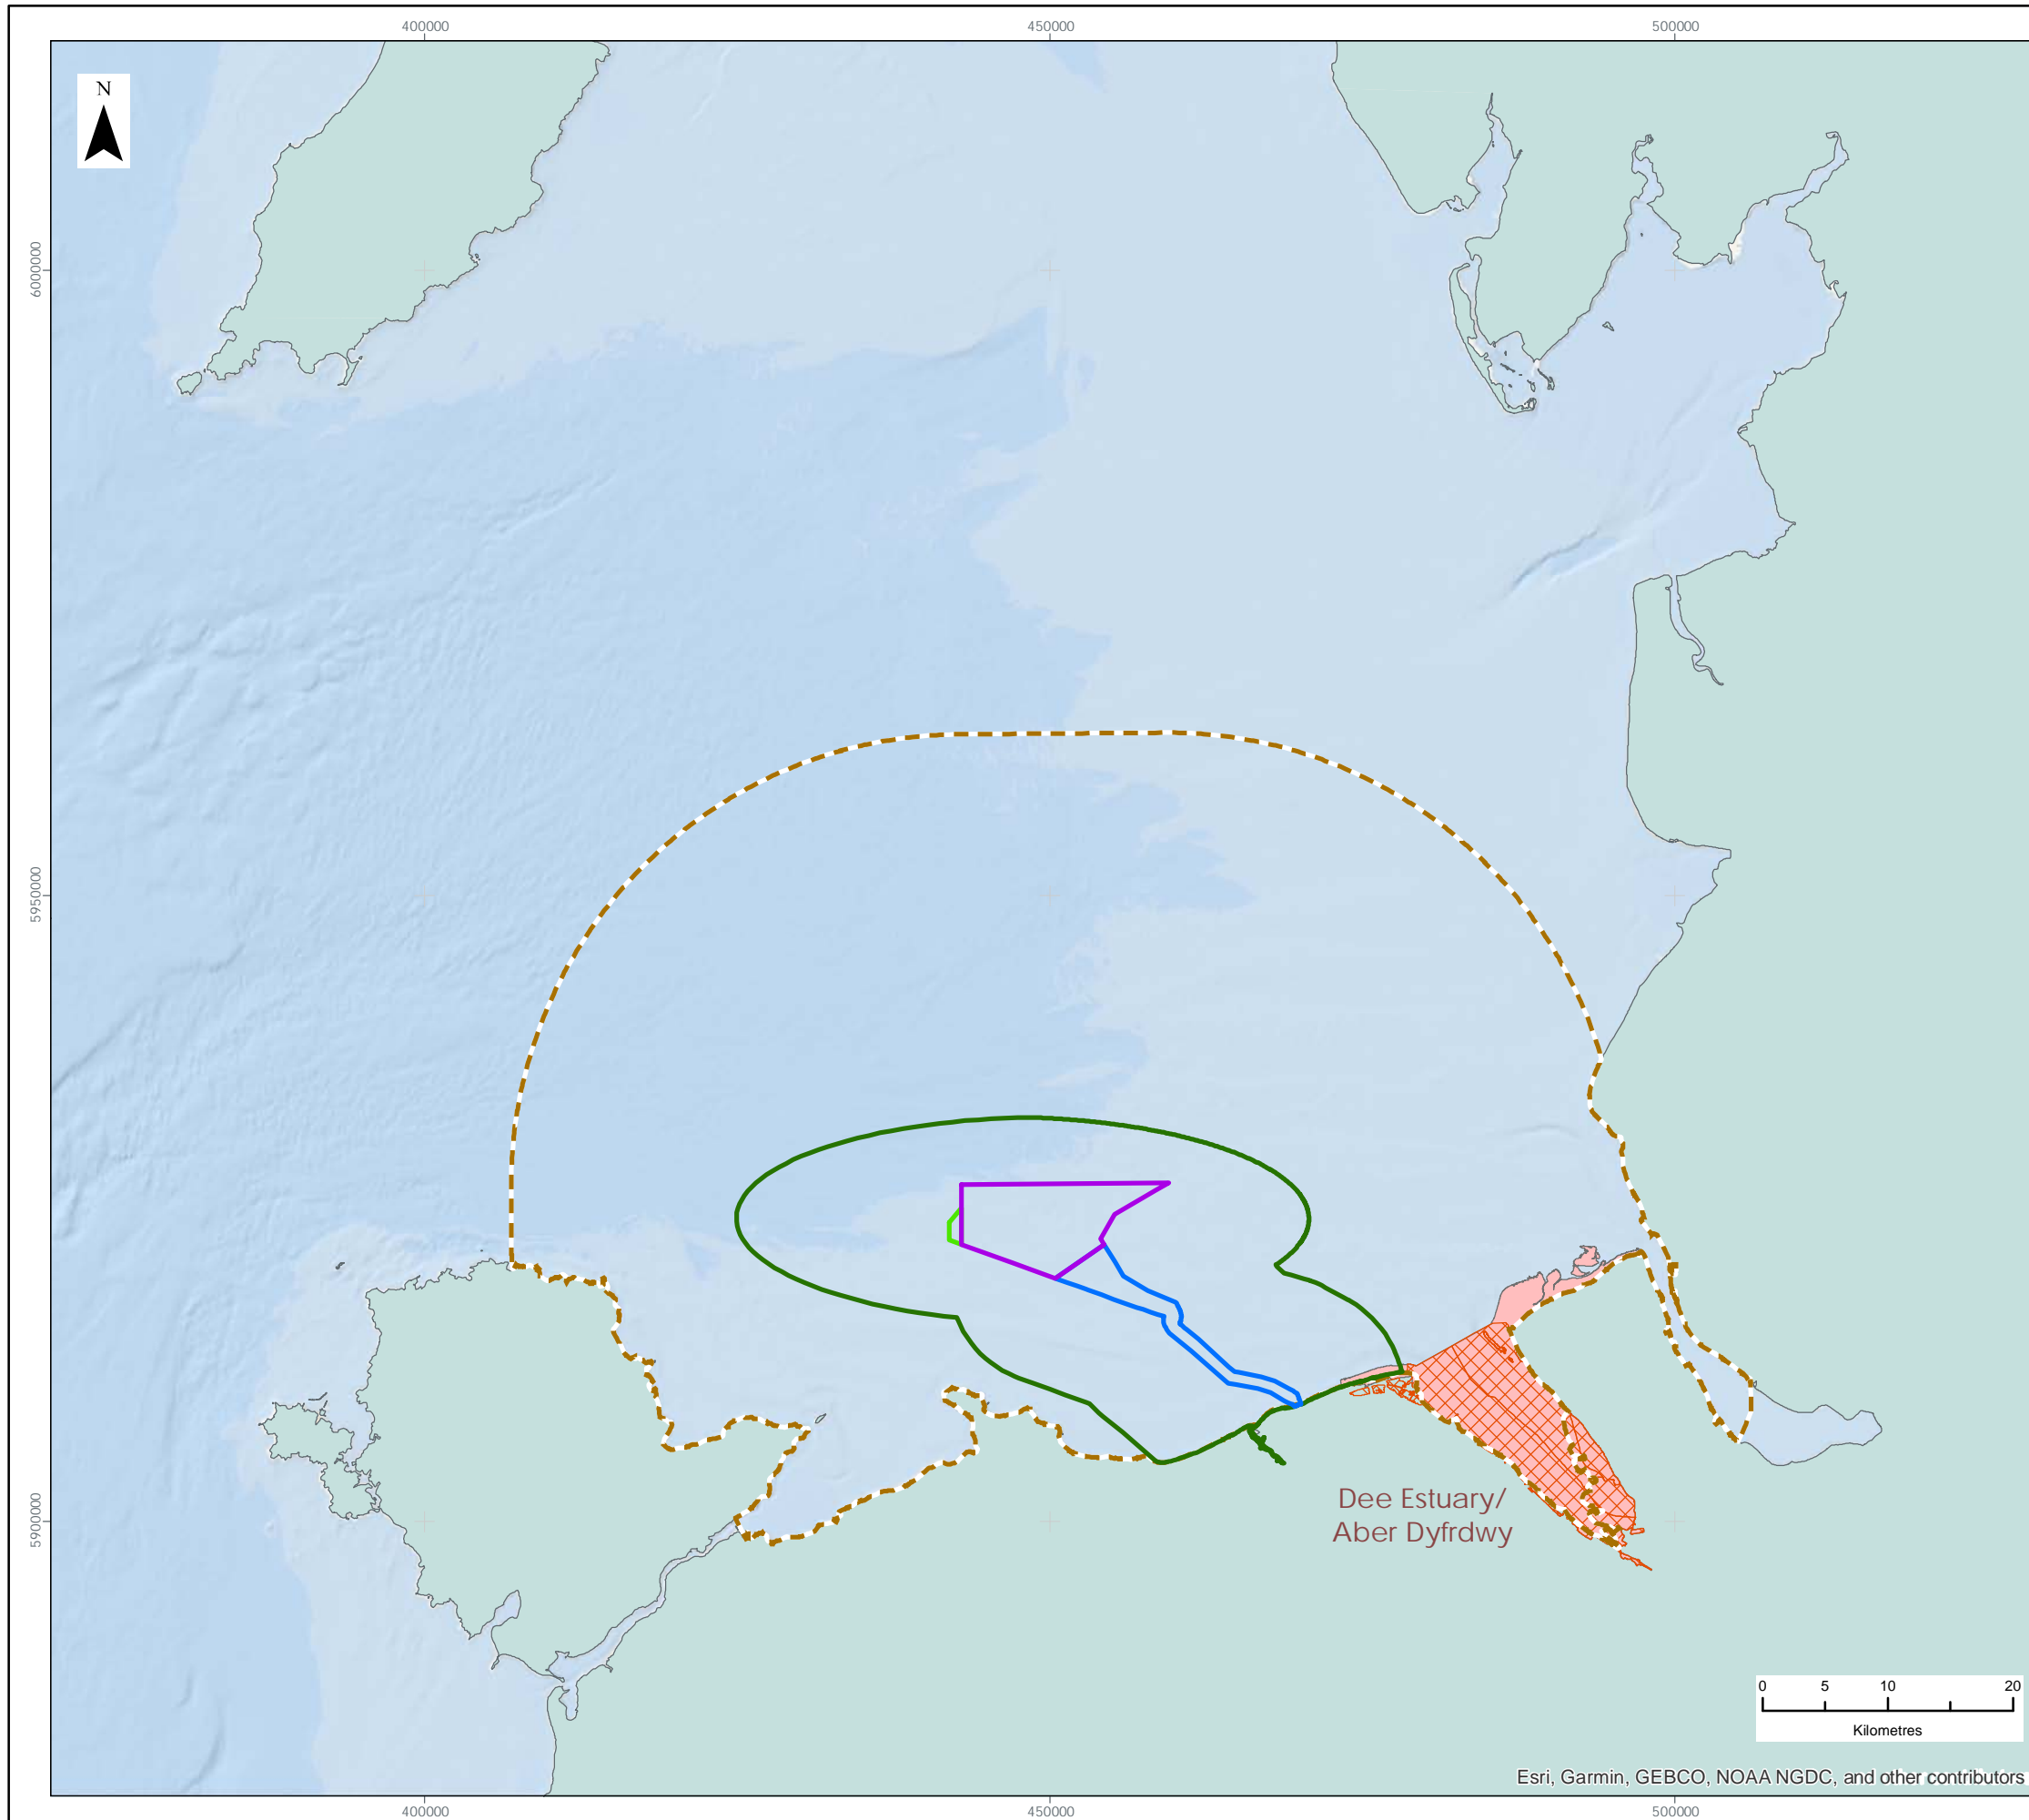 400000 450000 500000
N
6000000
5950000
5900000
Dee Estuary/
Aber Dyfrdwy
0 5 10 20
Kilometres
Esri, Garmin, GEBCO, NOAA NGDC, and other contributors
400000 450000 500000